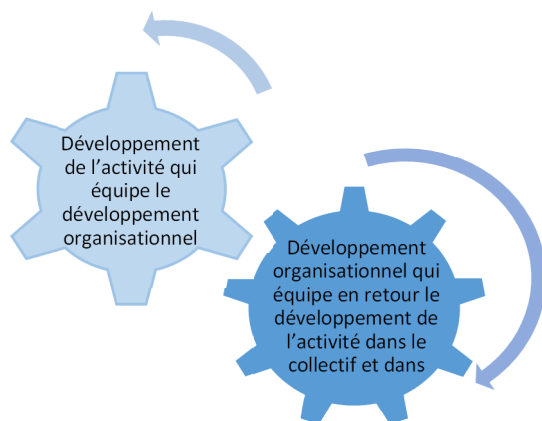 Développement
de l’activité qui
équipe le
développement
organisationnel
Développement
organisationnel qui
équipe en retour le
développement de
l’activité dans le
collectif et dans